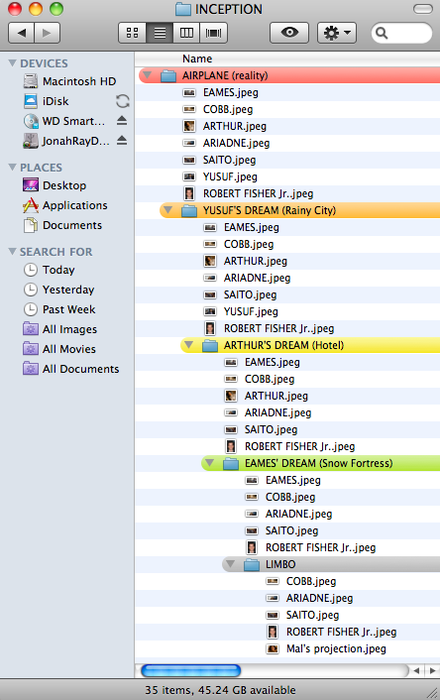 INCEPTION
Name
DEVICES
Macintosh HD
iDisk
WD Smart...
JonahRayD...
PLACES
Desktop
Applications
Documents
SEARCH FOR
Today
Yesterday
Past Week
All Images
All Movies
All Documents
AIRPLANE (reality)
EAMES.jpeg
COBB.jpeg
ARTHUR.jpeg
ARIADNE.jpeg
SAITO.jpeg
YUSUF.jpeg
ROBERT FISHER Jr..jpeg
YUSUF'S DREAM (Rainy City)
EAMES.jpeg
COBB.jpeg
ARTHUR.jpeg
ARIADNE.jpeg
SAITO.jpeg
YUSUF.jpeg
ROBERT FISHER Jr..jpeg
ARTHUR'S DREAM (Hotel)
EAMES.jpeg
COBB.jpeg
ARTHUR.jpeg
ARIADNE.jpeg
SAITO.jpeg
ROBERT FISHER Jr..jpeg
EAMES' DREAM (Snow Fortress)
EAMES.jpeg
COBB.jpeg
ARIADNE.jpeg
SAITO.jpeg
ROBERT FISHER Jr..jpeg
LIMBO
COBB.jpeg
ARIADNE.jpeg
SAITO.jpeg
ROBERT FISHER Jr..jpeg
Mal's projection.jpeg
35 items, 45.24 GB available